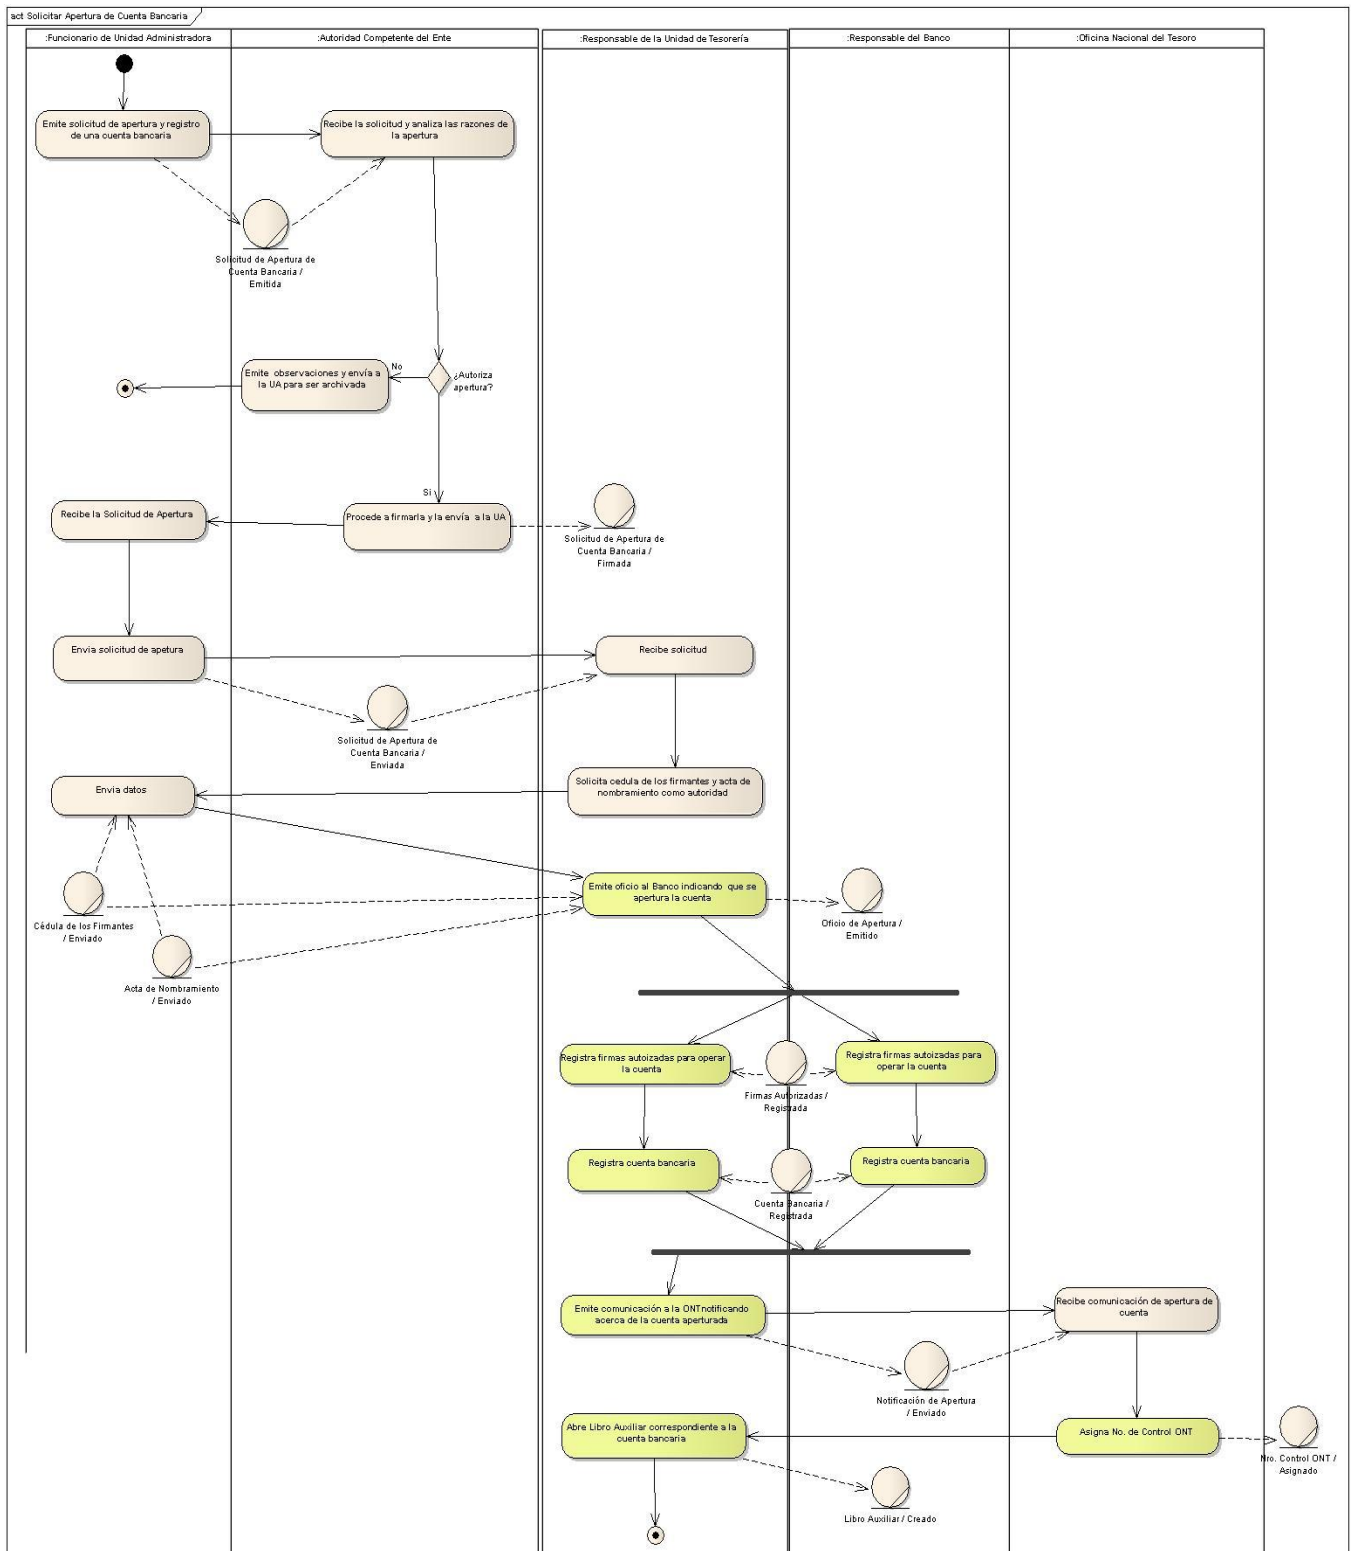 act Solicitar Apertura de Cuenta Bancaria
:Funcionario de Unidad Administradora
:Autoridad Competente del Ente
:Responsable de la Unidad de Tesorería
:Responsable del Banco
:Oficina Nacional del Tesoro
Emite solicitud de apertura y registro
de una cuenta bancaria
Recibe la solicitud y analiza las razones de
la apertura
Solicitud de Apertura de
Cuenta Bancaria /
Emitida
Emite observaciones y envía a
la UA para ser archivada
No
¿Autoriza
apertura?
Si
Recibe la Solicitud de Apertura
Procede a firmarla y la envía a la UA
Solicitud de Apertura de
Cuenta Bancaria /
Firmada
Envia solicitud de apetura
Recibe solicitud
Solicitud de Apertura de
Cuenta Bancaria /
Enviada
Envia datos
Solicita cedula de los firmantes y acta de
nombramiento como autoridad
Emite oficio al Banco indicando que se
apertura la cuenta
Cédula de los Firmantes
/ Enviado
Oficio de Apertura /
Emitido
Acta de Nombramiento
/ Enviado
Registra firmas autoizadas para operar
la cuenta
Registra firmas autoizadas para
operar la cuenta
Firmas Autorizadas /
Registrada
Registra cuenta bancaria
Registra cuenta bancaria
Cuenta Bancaria /
Registrada
Emite comunicación a la ONTnotificando
acerca de la cuenta aperturada
Recibe comunicación de apertura de
cuenta
Notificación de Apertura
/ Enviado
Abre Libro Auxiliar correspondiente a la
cuenta bancaria
Asigna No. de Control ONT
Nro. Control ONT /
Asignado
Libro Auxiliar / Creado